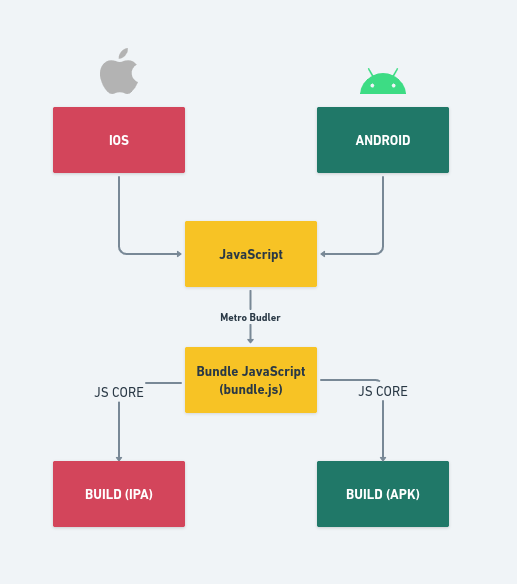 IOS
ANDROID
JavaScript
Metro Budler
Bundle JavaScript
(bundle.js)
JS CORE
JS CORE
BUILD (IPA)
BUILD (APK)